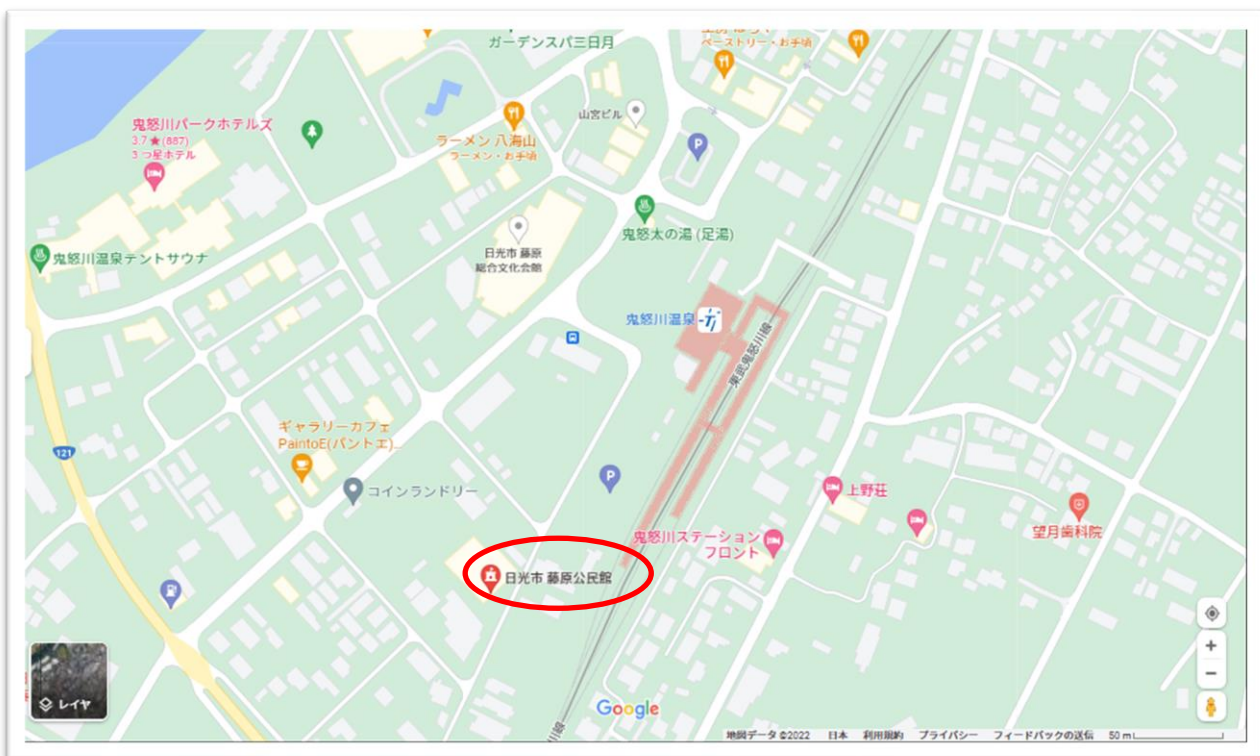 ガーデンスパ三日月
ベーストリー・お手頃
鬼怒川パークホテルズ
3.7★(887)
3 つ星ホテル
山宮ビル
ラーメン 八海山
ラーメン・お手頃
P
鬼怒太の湯 (足湯)
日光市 藤原
総合文化会館
鬼怒川温泉テントサウナ
鬼怒川温泉
東武鬼怒川線
ギャラリーカフェ
PaintoE(パントエ)...
121
コインランドリー
P
上野荘
望月歯科院
鬼怒川ステーション
フロント
日光市 藤原公民館
レイヤ
Google
川線
地図データ ©2022 日本 利用規約 プライバシー フィードバックの送信 50 m